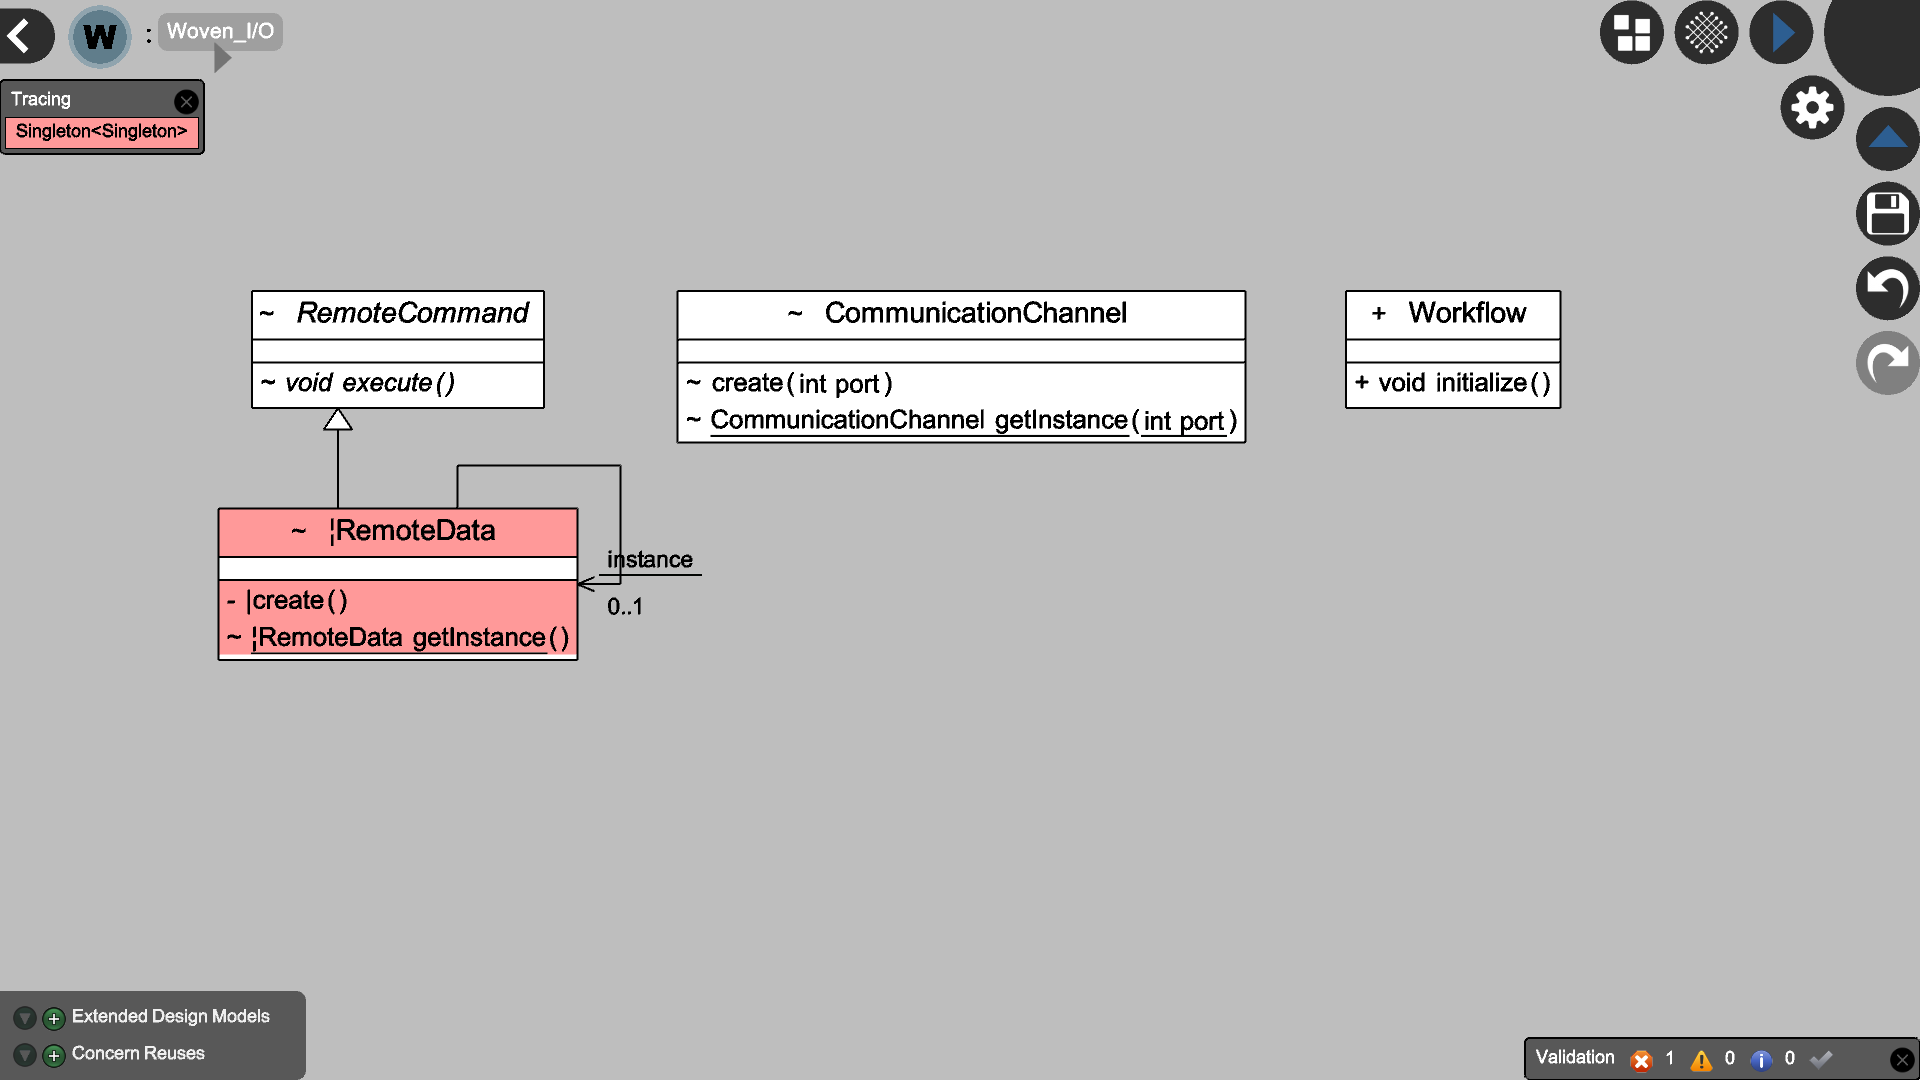 W : Woven_I/O
Tracing
Singleton<Singleton>
~ RemoteCommand
~ void execute()
~ CommunicationChannel
~ create(int port)
~ CommunicationChannel getInstance(int port)
+ Workflow
+ void initialize()
~ ¦RemoteData
- |create()
~ ¦RemoteData getInstance()
instance
0..1
Extended Design Models
Concern Reuses
Validation 1 0 0